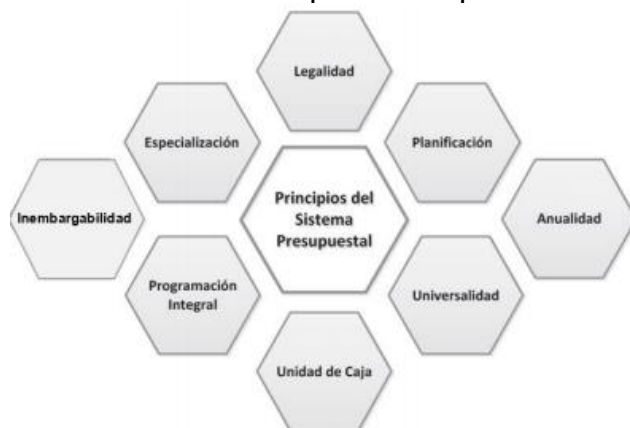 Legalidad
Especialización
Planificación
Inembargabilidad
Principios del
Sistema
Presupuestal
Anualidad
Programación
Integral
Universalidad
Unidad de Caja